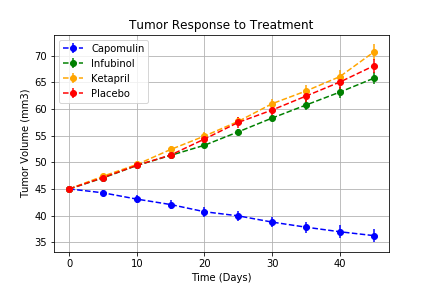 Tumor Response to Treatment
Capomulin
Infubinol
Ketapril
Placebo
Tumor Volume (mm3)
70
65
60
55
50
45
40
35
0
10
20
30
40
Time (Days)